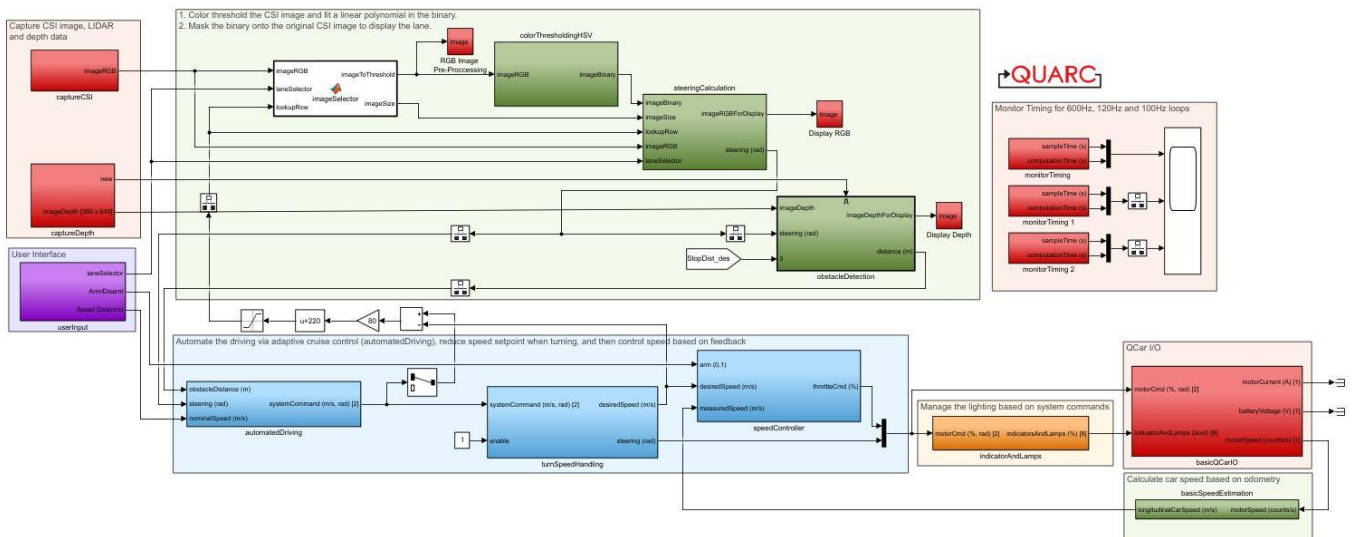 1. Color threshold the CSI image and fit a linear polynomial in the binary.
2. Mask the binary onto the original CSI image to display the lane.
Capture CSI image, LIDAR
and depth data
imageRGB
captureCSI
new
imageDepth [360 x 640]
captureDepth
User Interface
laneSelector
Arm/Disarm
Speed Des(m/s)
userInput
imageRGB
laneSelector
lookupRow
imageToThreshold
imageSize
imageSelector
Image
RGB Image
Pre-Proccessing
colorThresholdingHSV
imageRGB
imageBinary
steeringCalculation
imageBinary
imageSize
lookupRow
imageRGB
laneSelector
imageRGBForDisplay
steering (rad)
Image
Display RGB
imageDepth
steering (rad)
3
imageDepthForDisplay
distance (m)
obstacleDetection
StopDist_des
Image
Display Depth
QUARC
Monitor Timing for 600Hz, 120Hz and 100Hz loops
sampleTime (s)
computationTime (s)
monitorTiming
sampleTime (s)
computationTime (s)
monitorTiming 1
sampleTime (s)
computationTime (s)
monitorTiming 2
u+220
80
+
−
Automate the driving via adaptive cruise control (automatedDriving), reduce speed setpoint when turning, and then control speed based on feedback
obstacleDistance (m)
steering (rad)
nominalSpeed (m/s)
systemCommand (m/s, rad) [2]
automatedDriving
1
systemCommand (m/s, rad) [2]
enable
desiredSpeed (m/s)
steering (rad)
turnSpeedHandling
arm (0,1)
desiredSpeed (m/s)
measuredSpeed (m/s)
throttleCmd (%)
speedController
Manage the lighting based on system commands
motorCmd (%, rad) [2]
indicatorsAndLamps (%) [8]
indicatorAndLamps
QCar I/O
motorCmd (%, rad) [2]
indicatorAndLamps (bool) [8]
motorCurrent (A) [1]
batteryVoltage (V) [1]
motorSpeed (counts/s) [1]
basicQCarIO
Calculate car speed based on odometry
basicSpeedEstimation
longitudinalCarSpeed (m/s)
motorSpeed (counts/s)